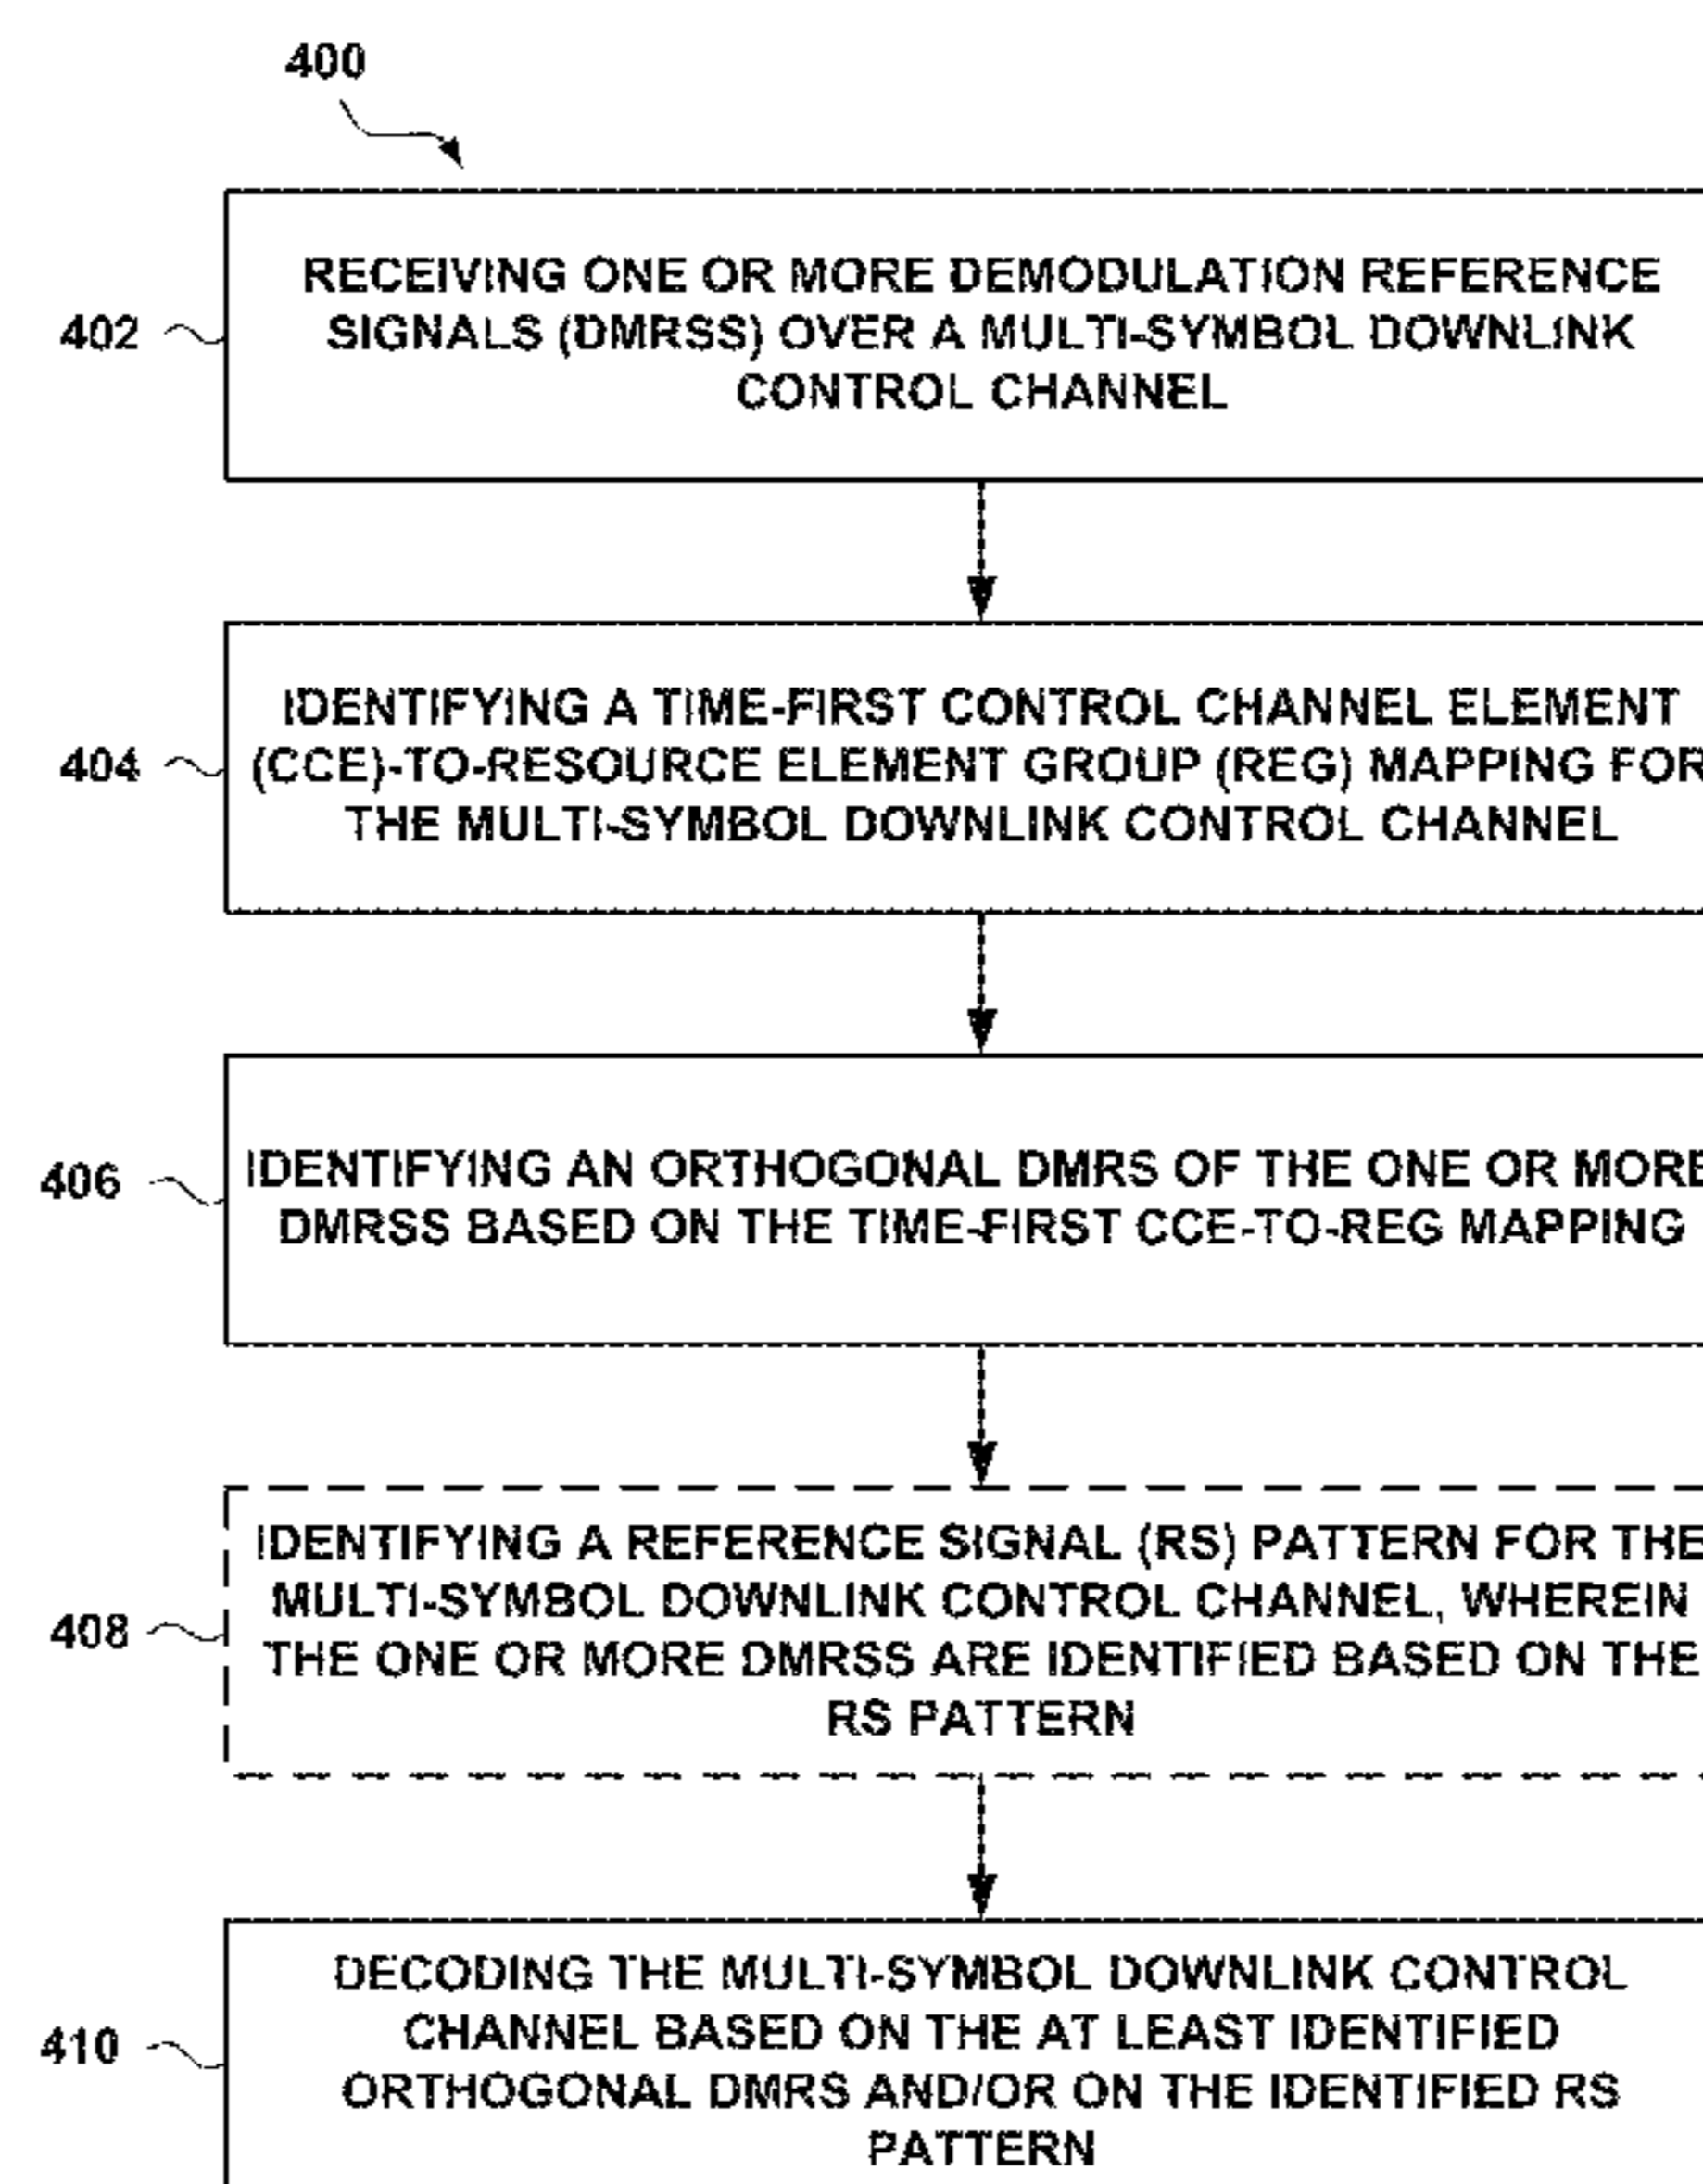 400
402
RECEIVING ONE OR MORE DEMODULATION REFERENCE
SIGNALS (DMRSS) OVER A MULTI-SYMBOL DOWNLINK
CONTROL CHANNEL
404
IDENTIFYING A TIME-FIRST CONTROL CHANNEL ELEMENT
(CCE)-TO-RESOURCE ELEMENT GROUP (REG) MAPPING FOR
THE MULTI-SYMBOL DOWNLINK CONTROL CHANNEL
406
IDENTIFYING AN ORTHOGONAL DMRS OF THE ONE OR MORE
DMRSS BASED ON THE TIME-FIRST CCE-TO-REG MAPPING
408
IDENTIFYING A REFERENCE SIGNAL (RS) PATTERN FOR THE
MULTI-SYMBOL DOWNLINK CONTROL CHANNEL, WHEREIN
THE ONE OR MORE DMRSS ARE IDENTIFIED BASED ON THE
RS PATTERN
410
DECODING THE MULTI-SYMBOL DOWNLINK CONTROL
CHANNEL BASED ON THE AT LEAST IDENTIFIED
ORTHOGONAL DMRS AND/OR ON THE IDENTIFIED RS
PATTERN